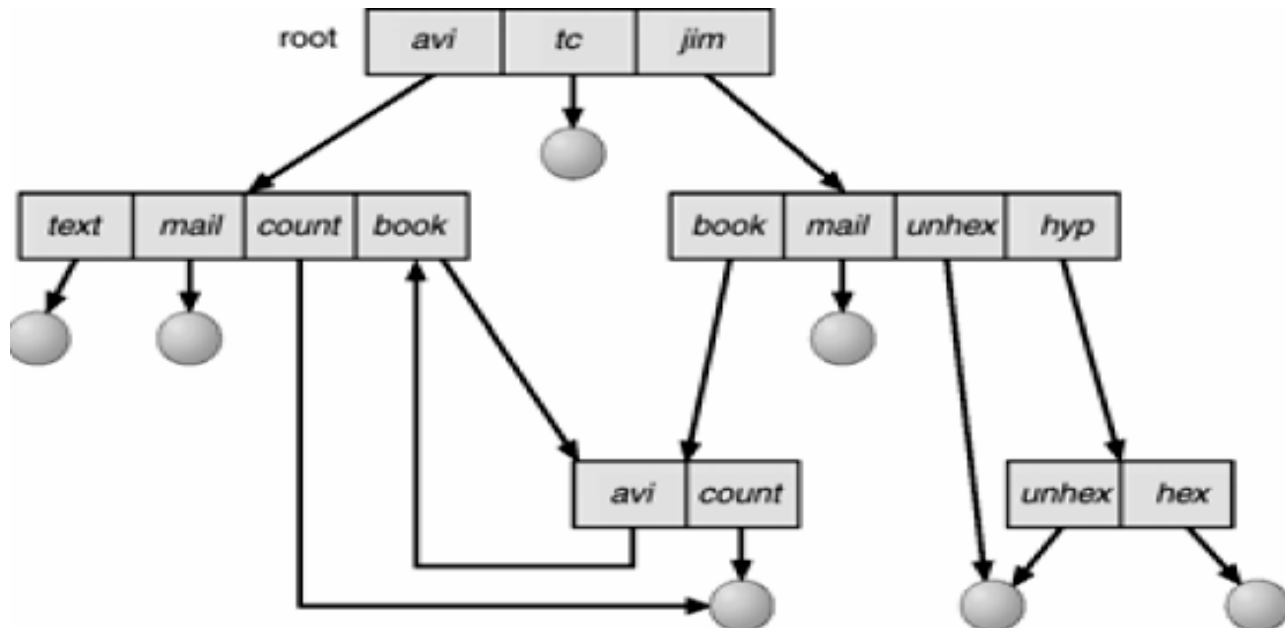 root avi tc jim
text mail count book
book mail unhex hyp
avi count
unhex hex